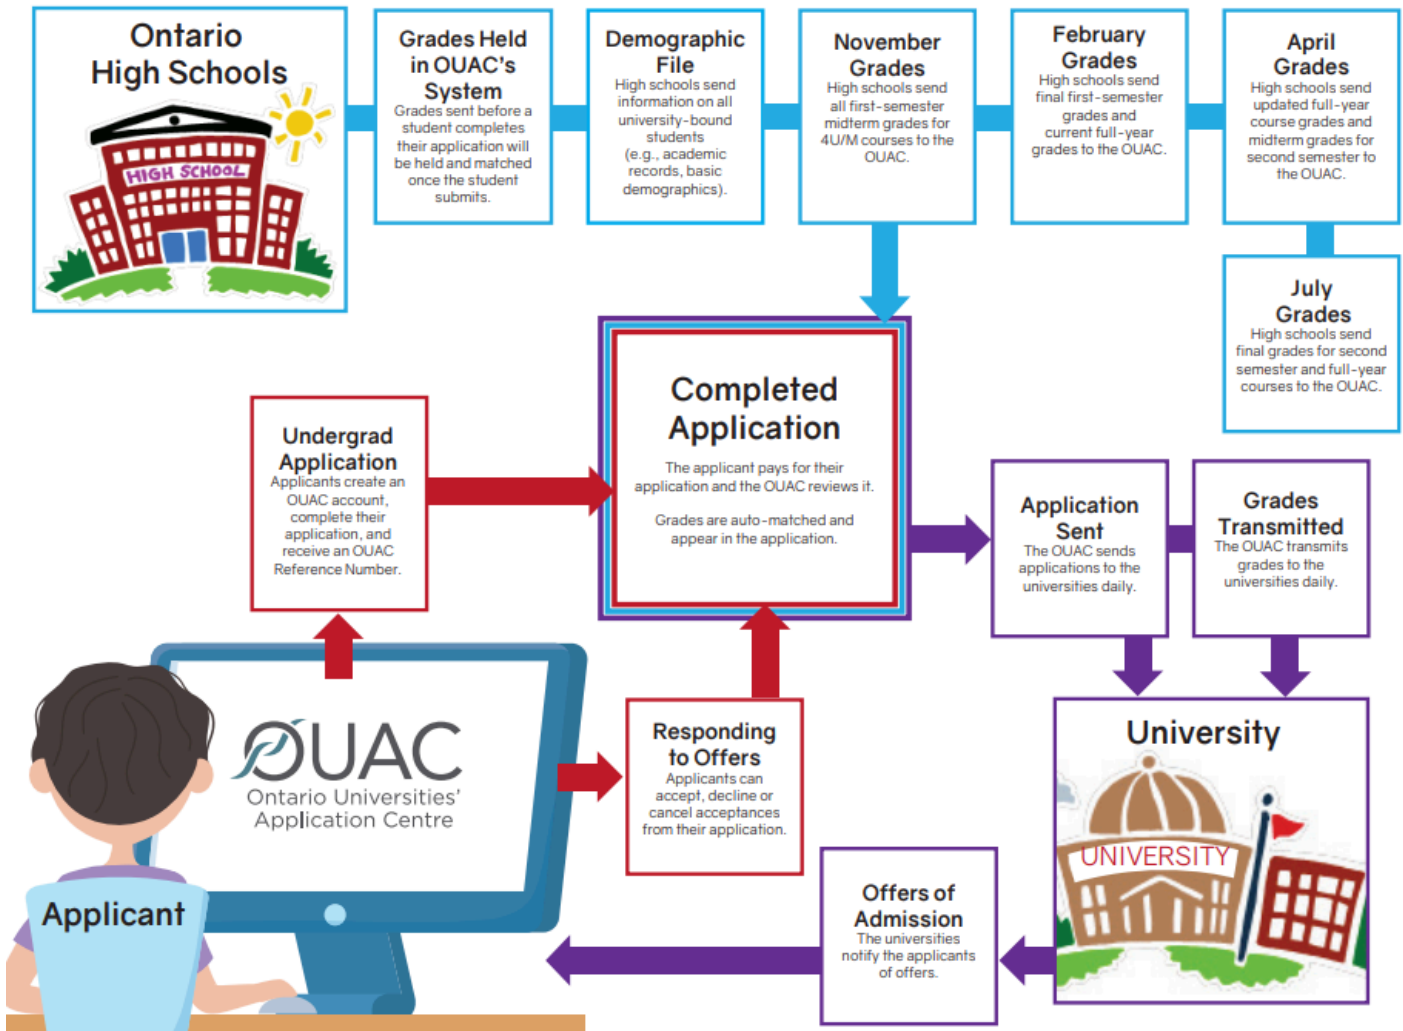 Ontario
High Schools
HIGH SCHOOL
Grades Held
in OUAC's
System
Grades sent before a
student completes
their application will
be held and matched
once the student
submits.
Demographic
File
High schools send
information on all
university-bound
students
(e.g., academic
records, basic
demographics).
November
Grades
High schools send
all first-semester
midterm grades for
4U/M courses to the
OUAC.
February
Grades
High schools send
final first-semester
grades and
current full-year
grades to the OUAC.
April
Grades
High schools send
updated full-year
course grades and
midterm grades for
second semester to
the OUAC.
July
Grades
High schools send
final grades for second
semester and full-year
courses to the OUAC.
Completed
Application
The applicant pays for their
application and the OUAC reviews it.
Grades are auto-matched and
appear in the application.
Undergrad
Application
Applicants create an
OUAC account,
complete their
application, and
receive an OUAC
Reference Number.
Application
Sent
The OUAC sends
applications to the
universities daily.
Grades
Transmitted
The OUAC transmits
grades to the
universities daily.
OUAC
Ontario Universities'
Application Centre
Applicant
Responding
to Offers
Applicants can
accept, decline or
cancel acceptances
from their application.
University
UNIVERSITY
Offers of
Admission
The universities
notify the applicants
of offers.